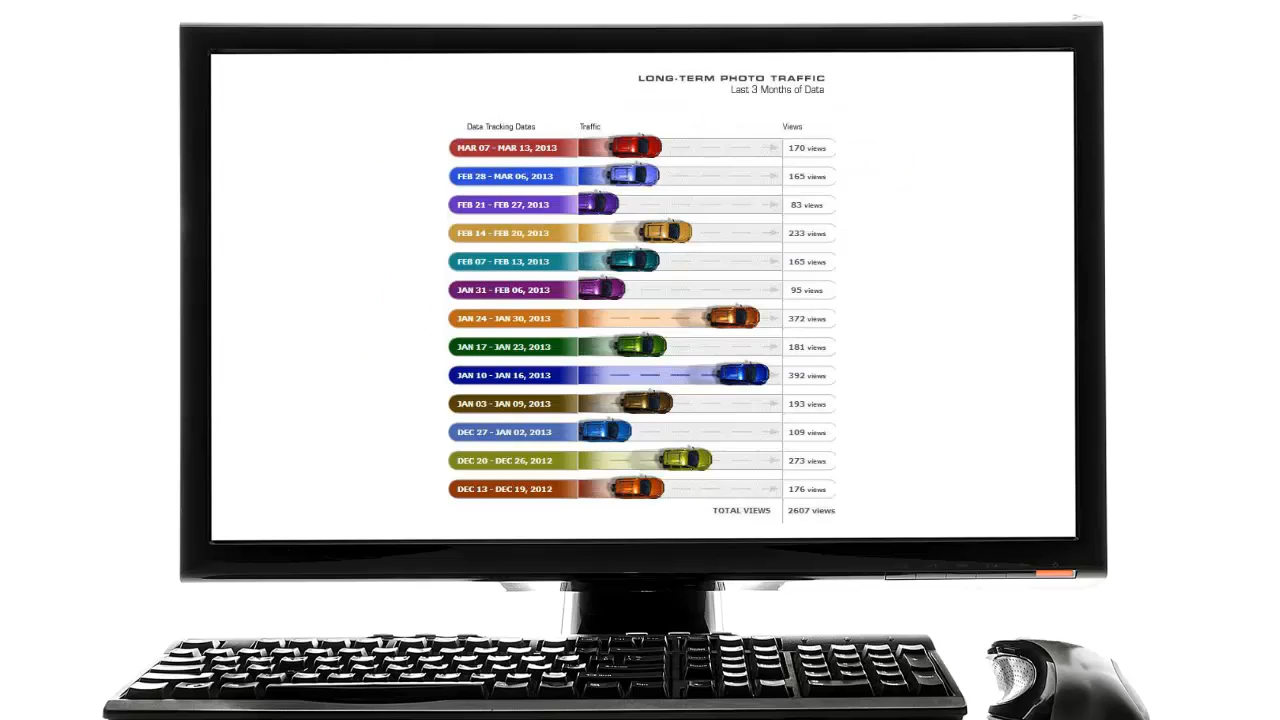 LONG-TERM PHOTO TRAFFIC
Last 3 Months of Data
Data Tracking Dates Traffic Views
MAR 07 - MAR 13, 2013 170 views
FEB 28 - MAR 06, 2013 165 views
FEB 21 - FEB 27, 2013 83 views
FEB 14 - FEB 20, 2013 233 views
FEB 07 - FEB 13, 2013 165 views
JAN 31 - FEB 06, 2013 95 views
JAN 24 - JAN 30, 2013 372 views
JAN 17 - JAN 23, 2013 181 views
JAN 10 - JAN 16, 2013 392 views
JAN 03 - JAN 09, 2013 193 views
DEC 27 - JAN 02, 2013 109 views
DEC 20 - DEC 26, 2012 273 views
DEC 13 - DEC 19, 2012 176 views
TOTAL VIEWS 2607 views